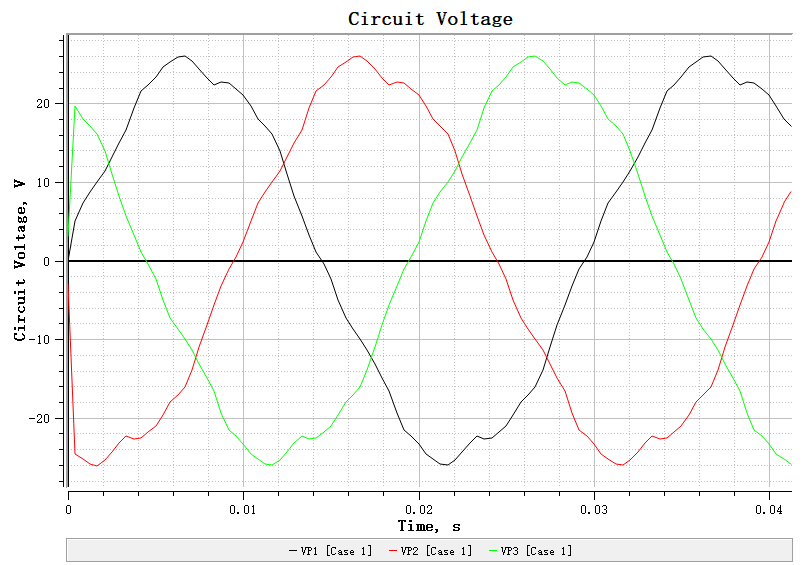 Circuit Voltage
Circuit Voltage, V
20
10
0
-10
-20
0
0.01
0.02
0.03
0.04
Time, s
VP1 [Case 1] VP2 [Case 1] VP3 [Case 1]